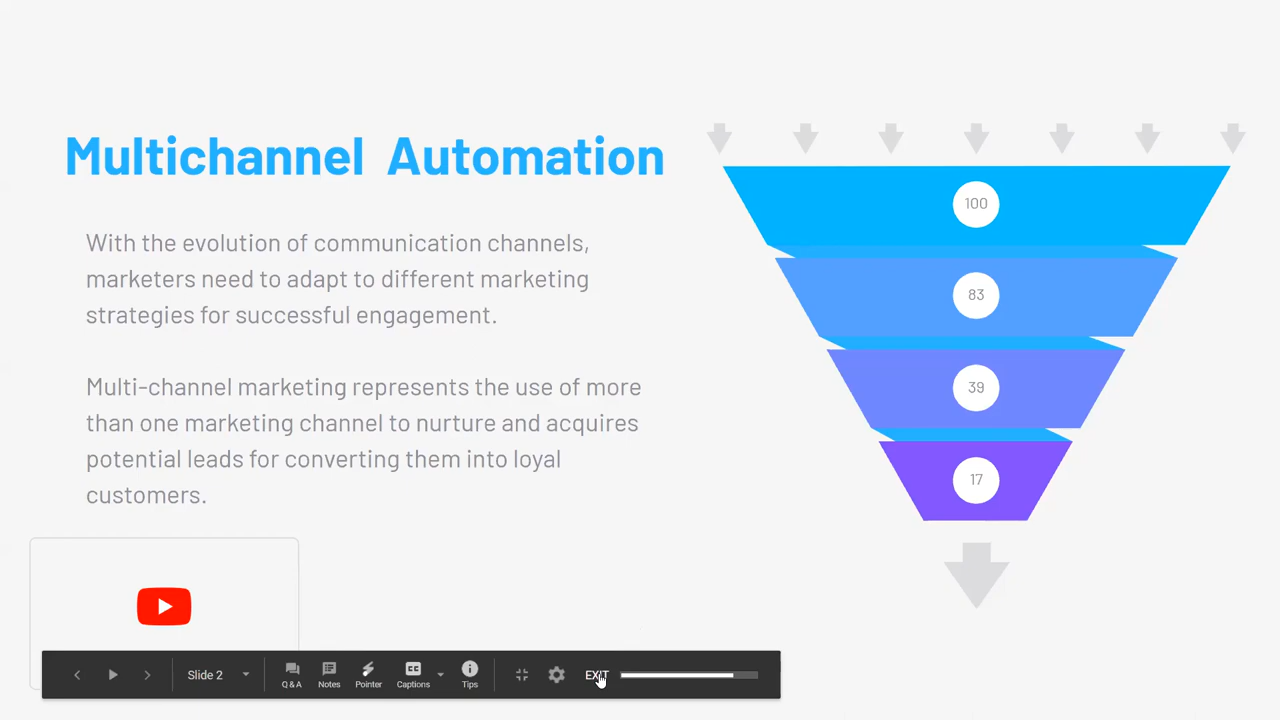 Multichannel Automation
With the evolution of communication channels,
marketers need to adapt to different marketing
strategies for successful engagement.
Multi-channel marketing represents the use of more
than one marketing channel to nurture and acquires
potential leads for converting them into loyal
customers.
100
83
39
17
Slide 2
Q & A
Notes
Pointer
CC
Captions
Tips
EXIT